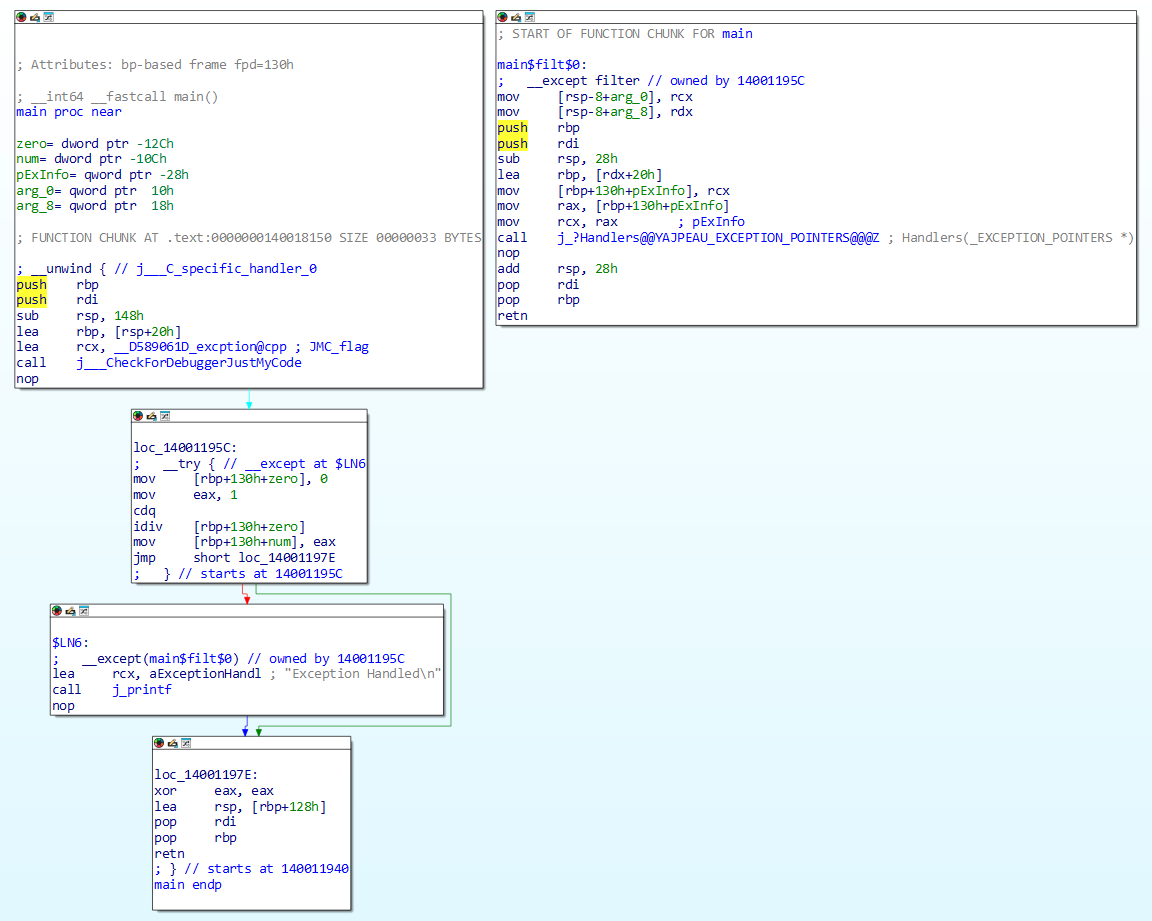 ; Attributes: bp-based frame fpd=130h
; __int64 __fastcall main()
main proc near
zero= dword ptr -12Ch
num= dword ptr -10Ch
pExInfo= qword ptr -28h
arg_0= qword ptr  10h
arg_8= qword ptr  18h
; FUNCTION CHUNK AT .text:0000000140018150 SIZE 00000033 BYTES
; __unwind { // j___C_specific_handler_0
push    rbp
push    rdi
sub     rsp, 148h
lea     rbp, [rsp+20h]
lea     rcx, __D589061D_excption@cpp ; JMC_flag
call    j___CheckForDebuggerJustMyCode
nop
; START OF FUNCTION CHUNK FOR main
main$filt$0:
;   __except filter // owned by 14001195C
mov     [rsp-8+arg_0], rcx
mov     [rsp-8+arg_8], rdx
push    rbp
push    rdi
sub     rsp, 28h
lea     rbp, [rdx+20h]
mov     [rbp+130h+pExInfo], rcx
mov     rax, [rbp+130h+pExInfo]
mov     rcx, rax        ; pExInfo
call    j_?Handlers@@YAJPEAU_EXCEPTION_POINTERS@@@Z ; Handlers(_EXCEPTION_POINTERS *)
nop
add     rsp, 28h
pop     rdi
pop     rbp
retn
loc_14001195C:
;   __try { // __except at $LN6
mov     [rbp+130h+zero], 0
mov     eax, 1
cdq
idiv    [rbp+130h+zero]
mov     [rbp+130h+num], eax
jmp     short loc_14001197E
;   } // starts at 14001195C
$LN6:
;   __except(main$filt$0) // owned by 14001195C
lea     rcx, aExceptionHandl ; "Exception Handled\n"
call    j_printf
nop
loc_14001197E:
xor     eax, eax
lea     rsp, [rbp+128h]
pop     rdi
pop     rbp
retn
; } // starts at 140011940
main endp